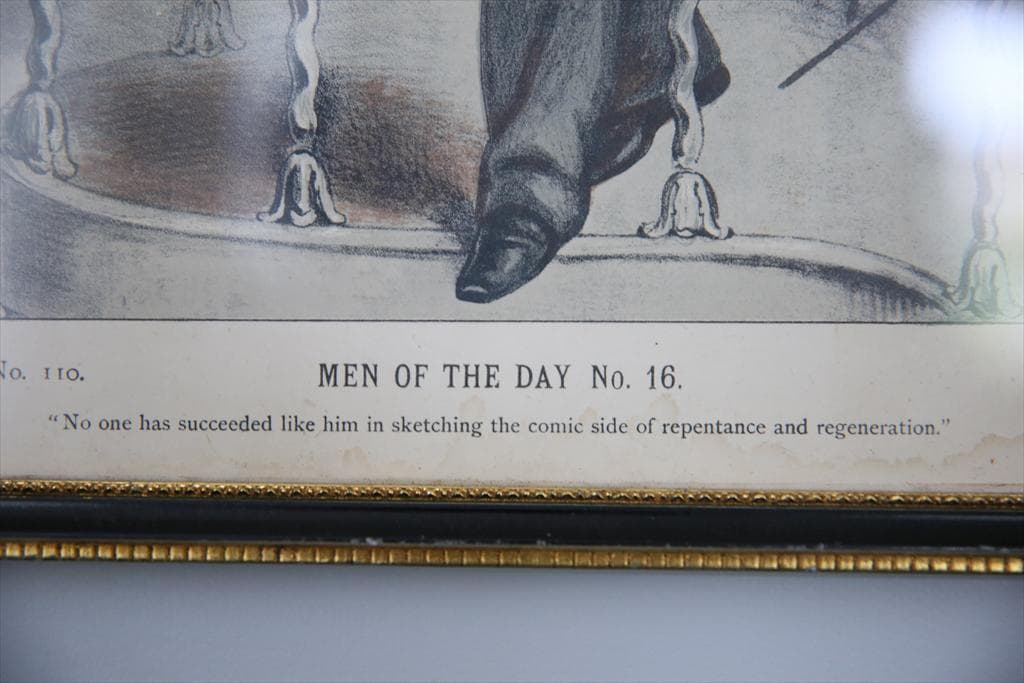 No. 110.
MEN OF THE DAY No. 16.
"No one has succeeded like him in sketching the comic side of repentance and regeneration."